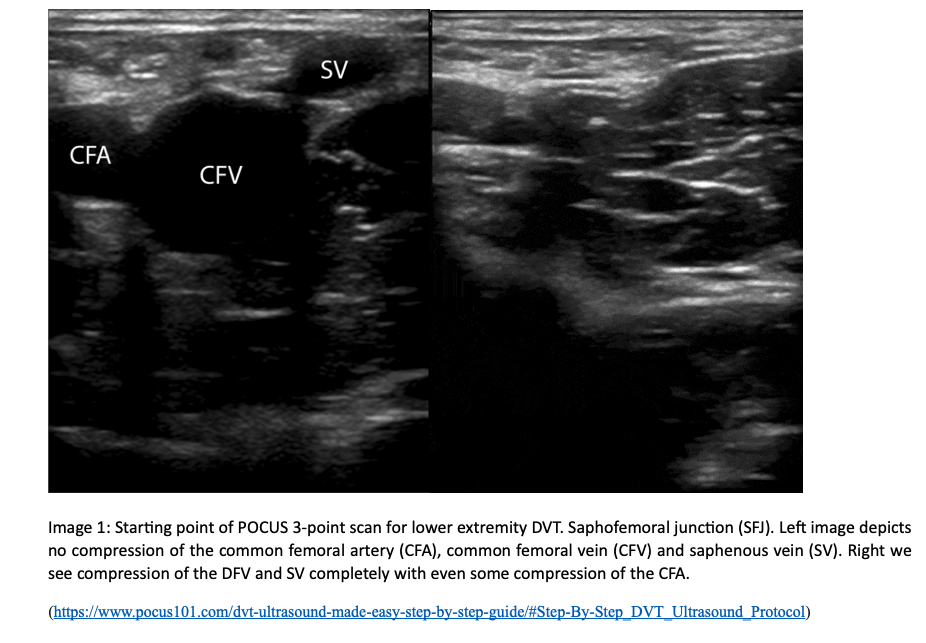 SV
CFA
CFV
Image 1: Starting point of POCUS 3-point scan for lower extremity DVT. Saphofemoral junction (SFJ). Left image depicts
no compression of the common femoral artery (CFA), common femoral vein (CFV) and saphenous vein (SV). Right we
see compression of the DFV and SV completely with even some compression of the CFA.
(https://www.pocus101.com/dvt-ultrasound-made-easy-step-by-step-guide/#Step-By-Step_DVT_Ultrasound_Protocol)